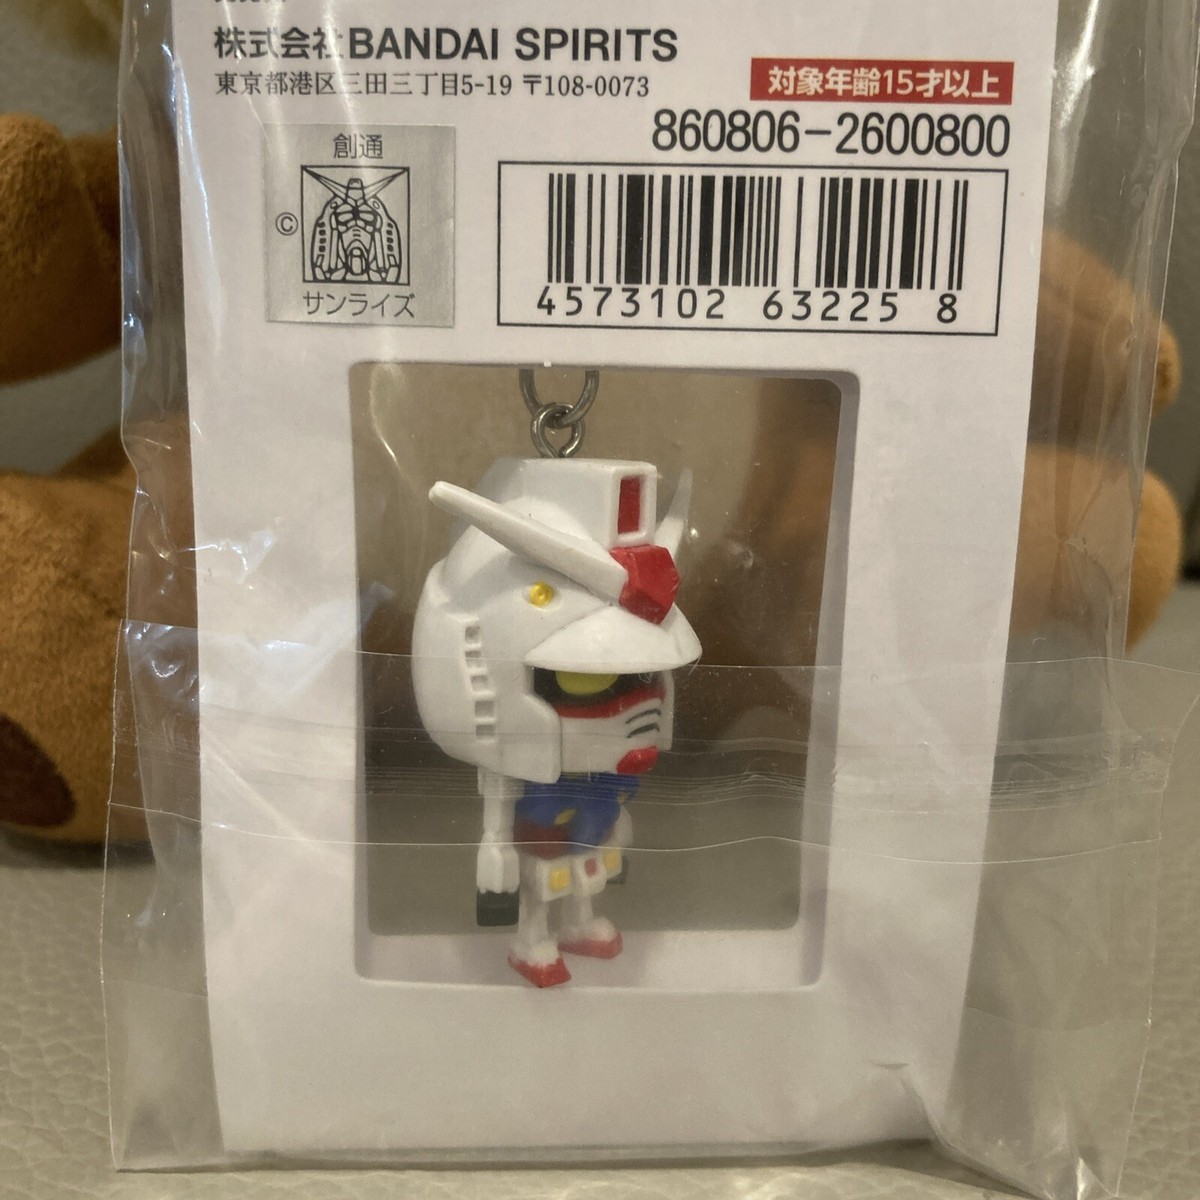 株式会社BANDAI SPIRITS
東京都港区三田三丁目5-19 〒108-0073
対象年齢15才以上
860806-2600800
創通
©
サンライズ
4573102 63225 8